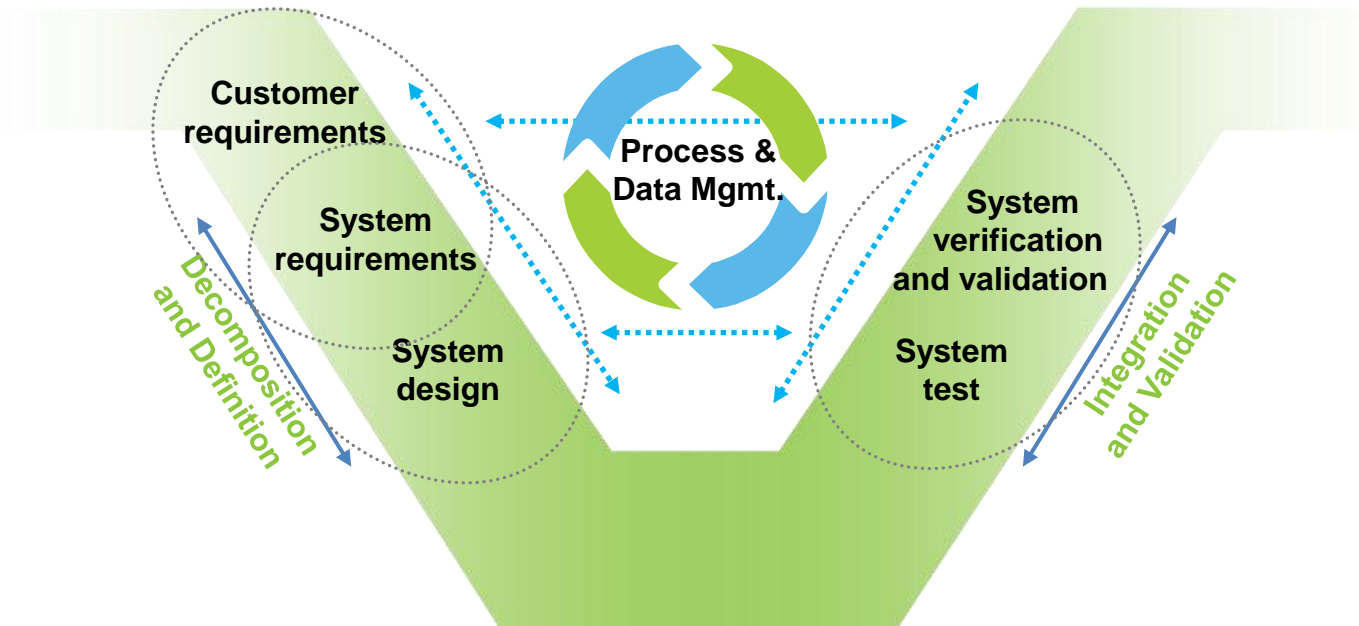 Customer
requirements
System
requirements
System
design
Decomposition
and Definition
Process &
Data Mgmt.
System
verification
and validation
System
test
Integration
and Validation